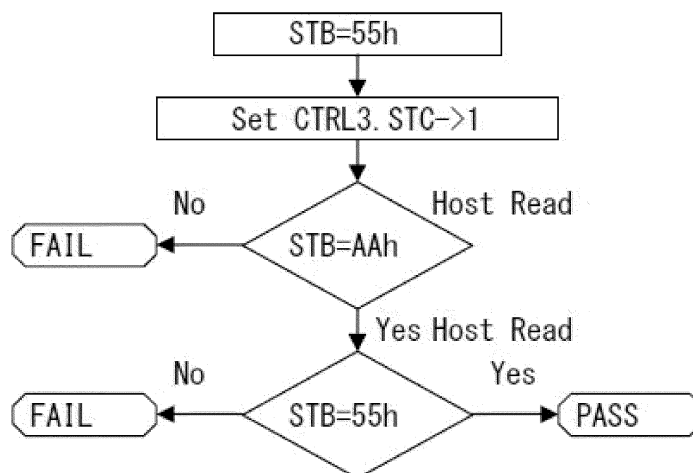 STB=55h
Set CTRL3.STC->1
No
Host Read
FAIL
STB=AAh
Yes Host Read
No
Yes
FAIL
STB=55h
PASS